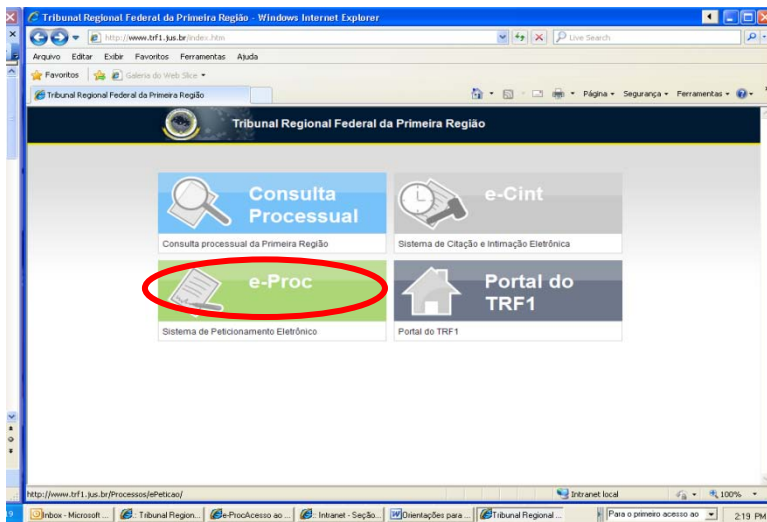 Tribunal Regional Federal da Primeira Região - Windows Internet Explorer
http://www.trf1.jus.br/index.htm
Live Search
Arquivo Editar Exibir Favoritos Ferramentas Ajuda
Favoritos Galeria do Web Slice
Tribunal Regional Federal da Primeira Região
Página Segurança Ferramentas
Tribunal Regional Federal da Primeira Região
Consulta
Processual
e-Cint
Consulta processual da Primeira Região
Sistema de Citação e Intimação Eletrônica
e-Proc
Portal do
TRF1
Sistema de Peticionamento Eletrônico
Portal do TRF1
http://www.trf1.jus.br/Processos/ePeticao/
Intranet local
100%
Inbox - Microsoft ...
:: Tribunal Region...
e-ProcAcesso ao ...
:: Intranet - Seção...
Orientações para ...
Tribunal Regional ...
Para o primeiro acesso ao
2:19 PM